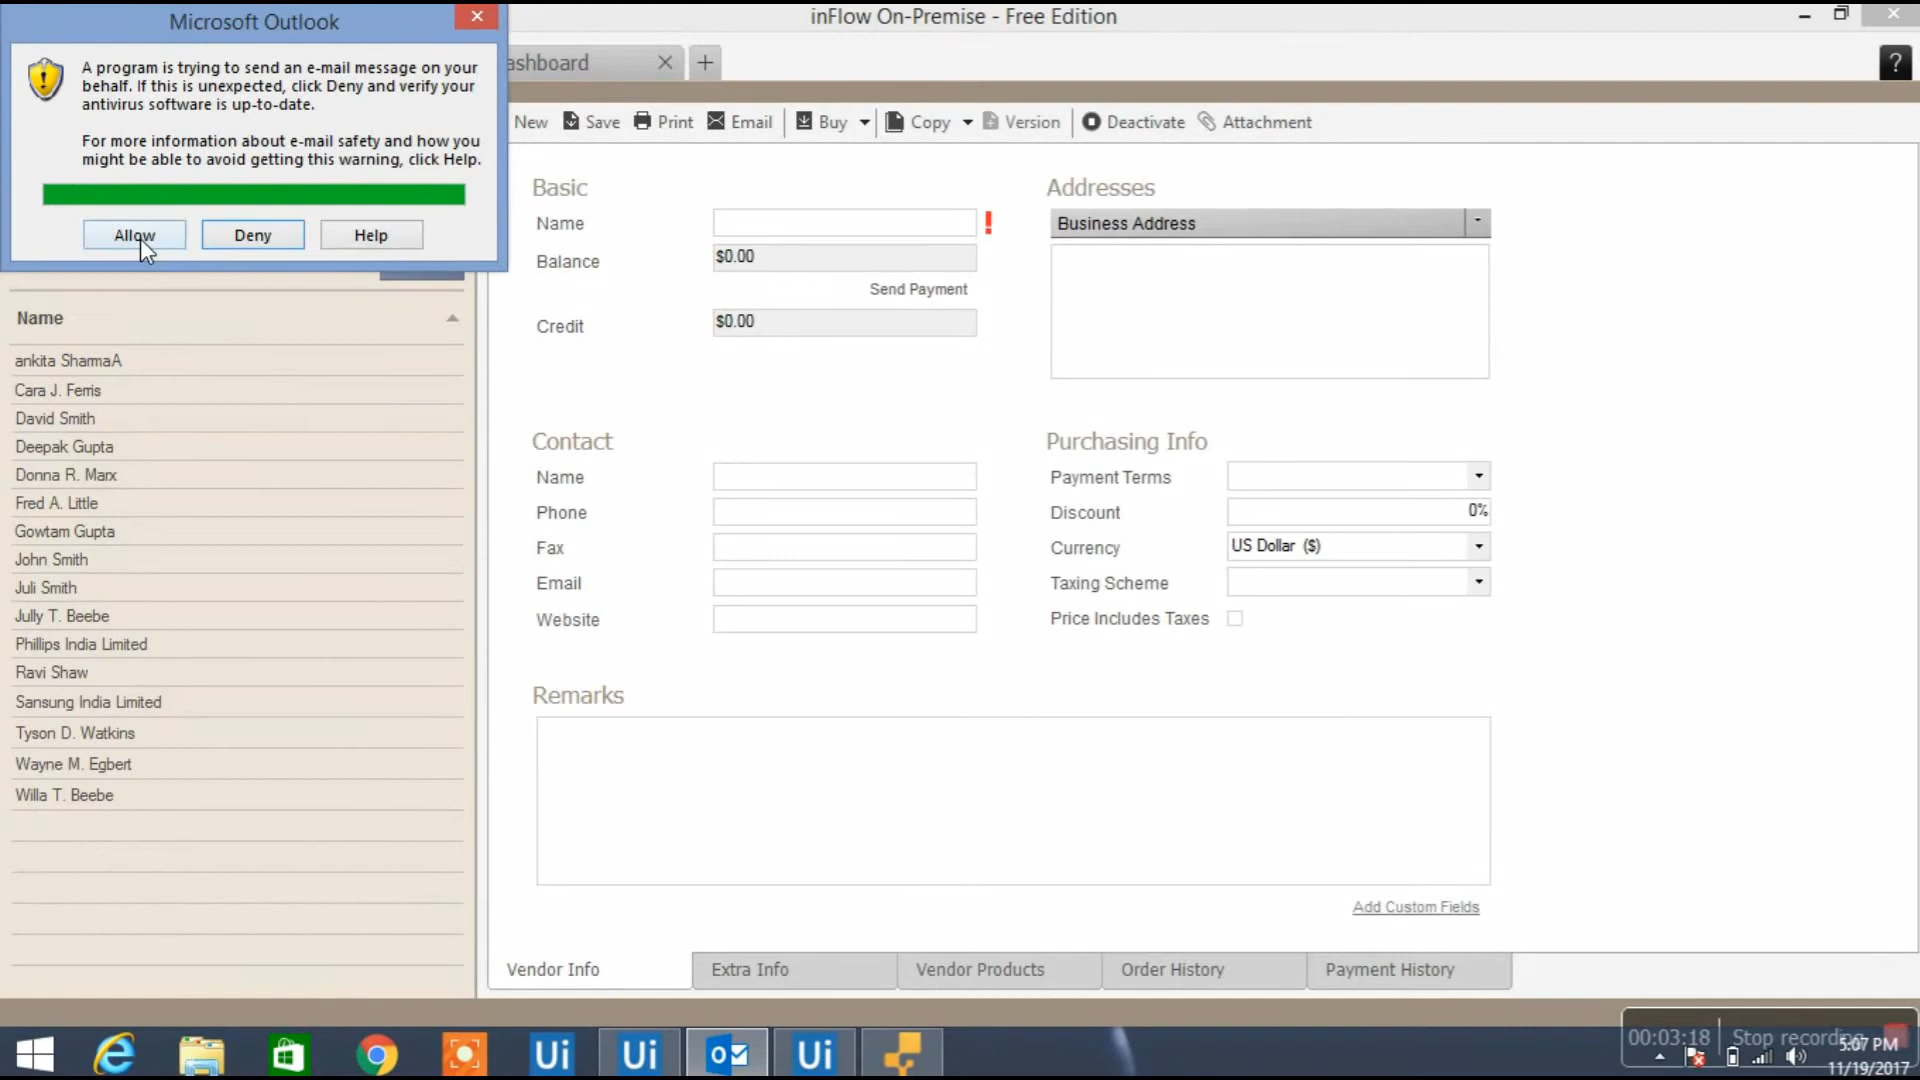 Microsoft Outlook
A program is trying to send an e-mail message on your
behalf. If this is unexpected, click Deny and verify your
antivirus software is up-to-date.
For more information about e-mail safety and how you
might be able to avoid getting this warning, click Help.
Allow
Deny
Help
inFlow On-Premise - Free Edition
ashboard
?
New
Save
Print
Email
Buy
Copy
Version
Deactivate
Attachment
Name
ankita SharmaA
Cara J. Ferris
David Smith
Deepak Gupta
Donna R. Marx
Fred A. Little
Gowtam Gupta
John Smith
Juli Smith
Jully T. Beebe
Phillips India Limited
Ravi Shaw
Sansung India Limited
Tyson D. Watkins
Wayne M. Egbert
Willa T. Beebe
Basic
Name
!
Balance $0.00
Send Payment
Credit $0.00
Addresses
Business Address
Contact
Name
Phone
Fax
Email
Website
Purchasing Info
Payment Terms
Discount 0%
Currency US Dollar ($)
Taxing Scheme
Price Includes Taxes
Remarks
Add Custom Fields
Vendor Info
Extra Info
Vendor Products
Order History
Payment History
Ui
Ui
Ui
00:03:18
Stop recording
5:07 PM
11/19/2017